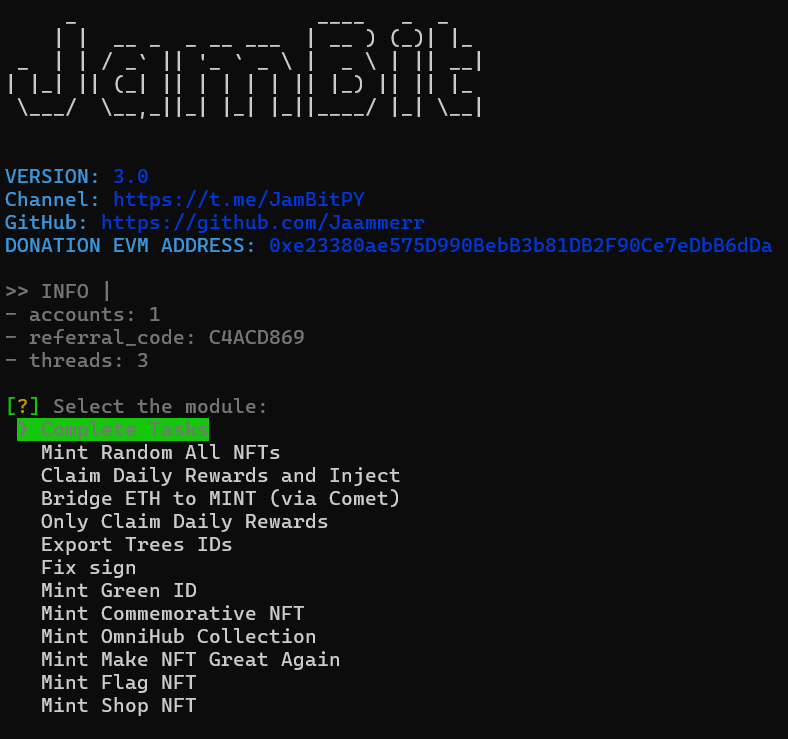 JamBit
VERSION: 3.0
Channel: https://t.me/JamBitPY
GitHub: https://github.com/Jaammerr
DONATION EVM ADDRESS: 0xe23380ae575D990BebB3b81DB2F90Ce7eDbB6dDa
>> INFO |
- accounts: 1
- referral_code: C4ACD869
- threads: 3
[?] Select the module:
❯ Complete Tasks
Mint Random All NFTs
Claim Daily Rewards and Inject
Bridge ETH to MINT (via Comet)
Only Claim Daily Rewards
Export Trees IDs
Fix sign
Mint Green ID
Mint Commemorative NFT
Mint OmniHub Collection
Mint Make NFT Great Again
Mint Flag NFT
Mint Shop NFT